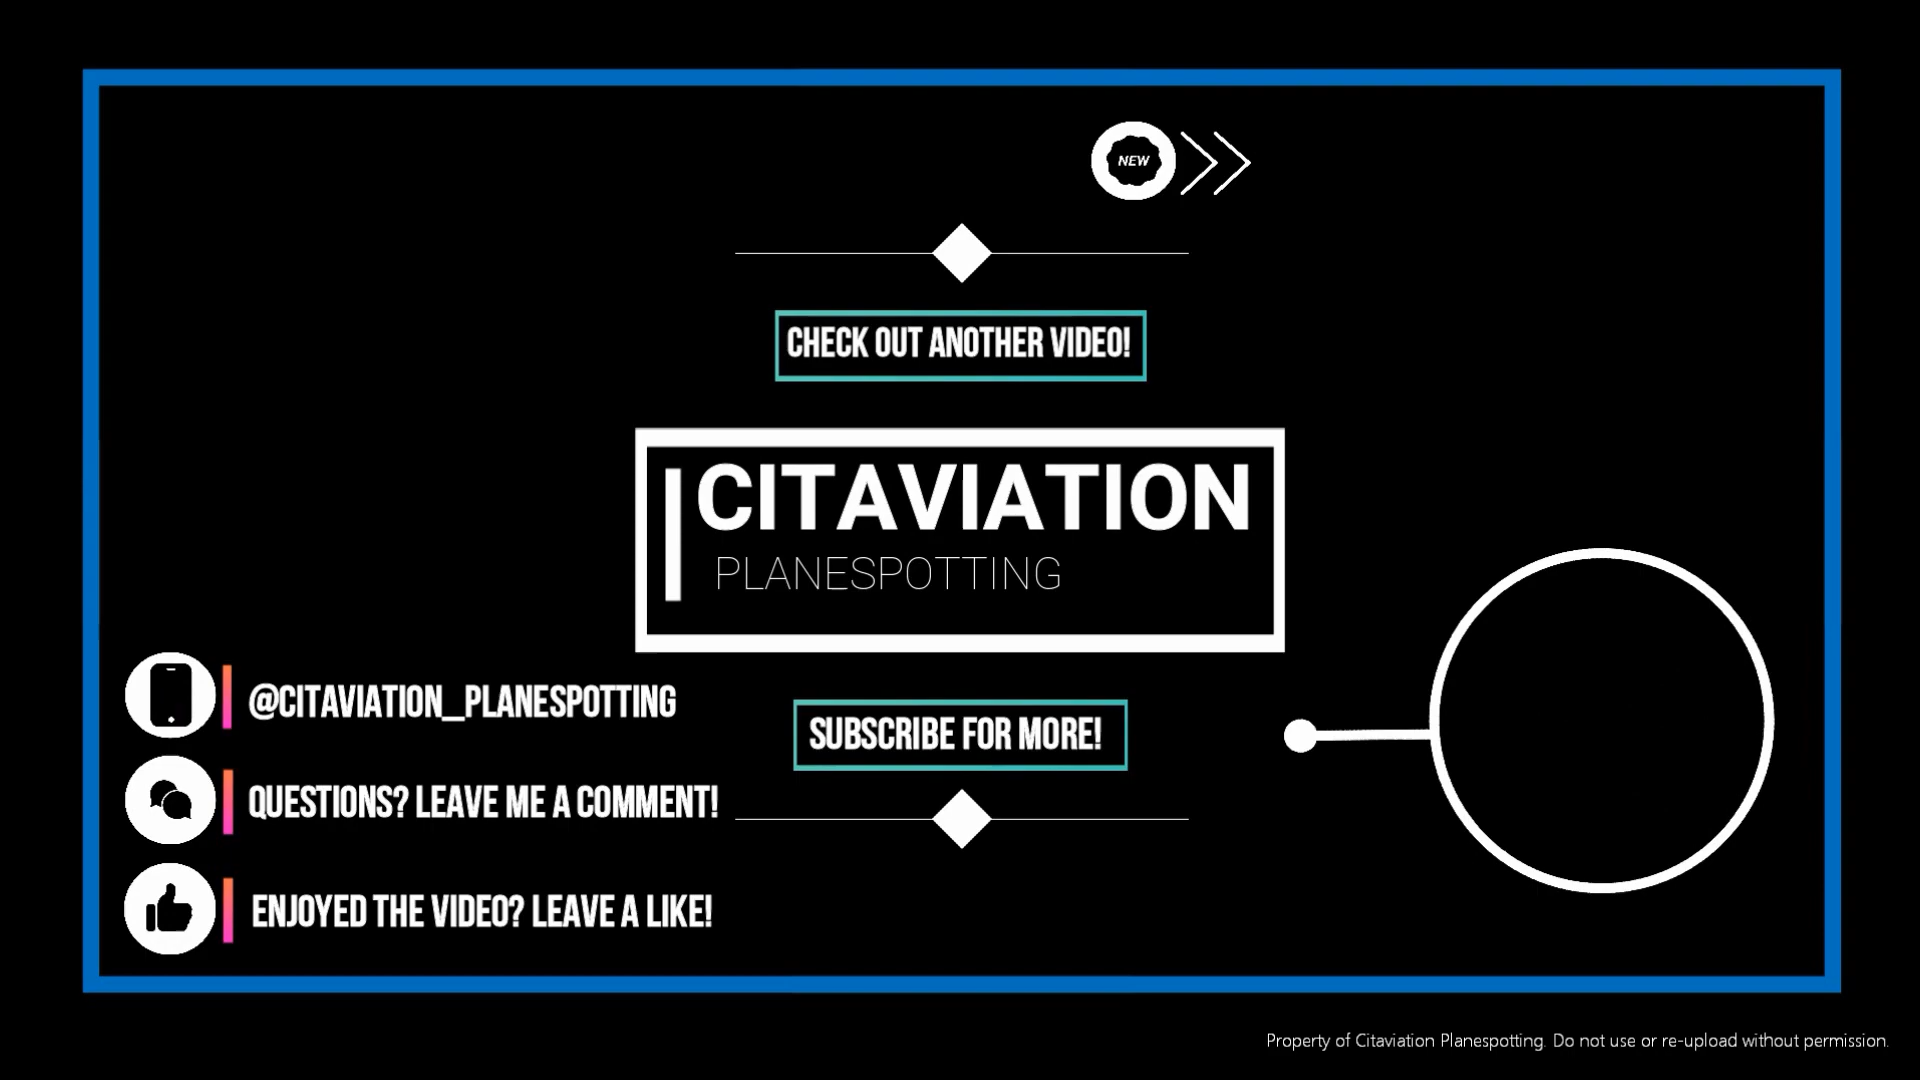 NEW
CHECK OUT ANOTHER VIDEO!
CITAVIATION
PLANESPOTTING
@CITAVIATION_PLANESPOTTING
SUBSCRIBE FOR MORE!
QUESTIONS? LEAVE ME A COMMENT!
ENJOYED THE VIDEO? LEAVE A LIKE!
Property of Citaviation Planespotting. Do not use or re-upload without permission.